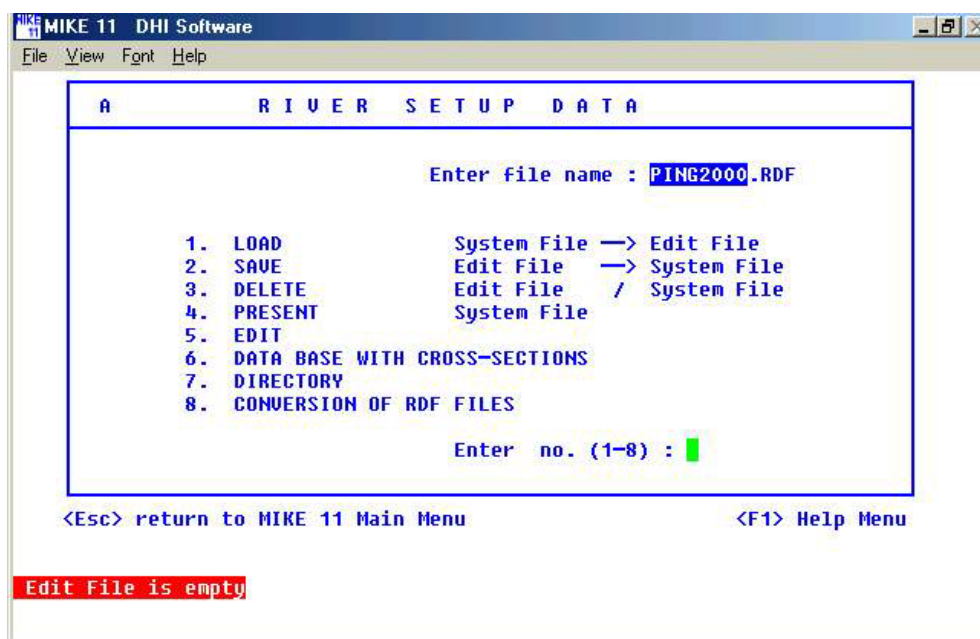 MIKE 11
MIKE 11 DHI Software
File View Font Help
A RIVER SETUP DATA
Enter file name : PING2000.RDF
1. LOAD System File —> Edit File
2. SAVE Edit File —> System File
3. DELETE Edit File / System File
4. PRESENT System File
5. EDIT
6. DATA BASE WITH CROSS-SECTIONS
7. DIRECTORY
8. CONVERSION OF RDF FILES
Enter no. (1-8) :
<Esc> return to MIKE 11 Main Menu <F1> Help Menu
Edit File is empty